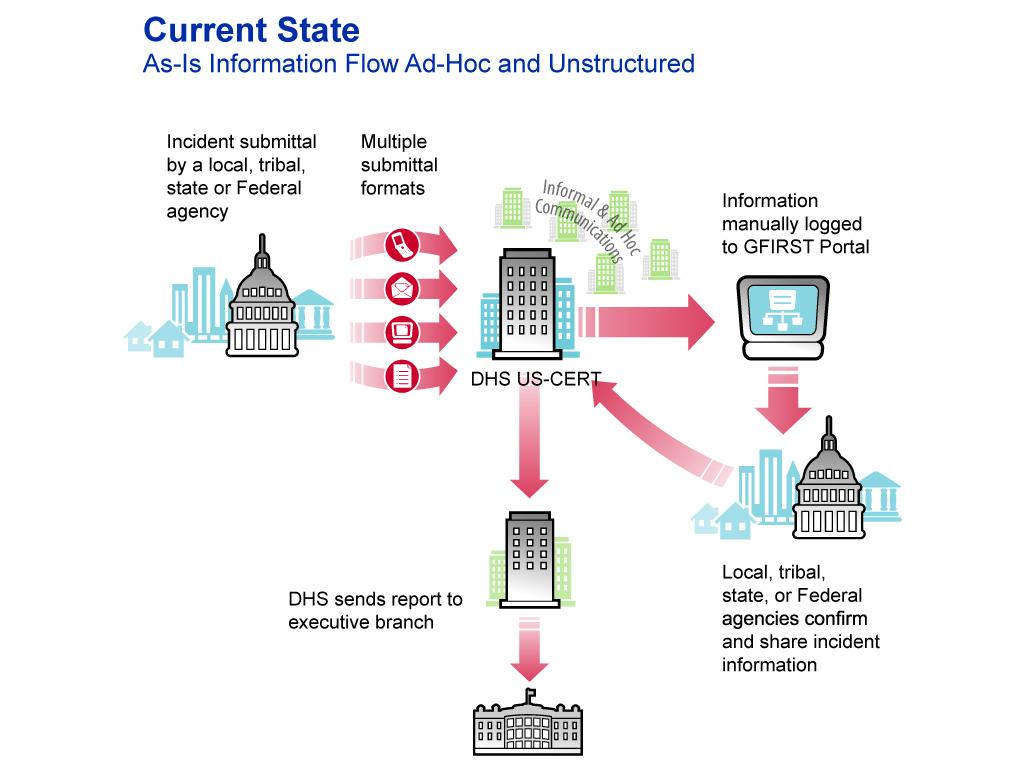 Current State
As-Is Information Flow Ad-Hoc and Unstructured
Incident submittal
by a local, tribal,
state or Federal
agency
Multiple
submittal
formats
Informal & Ad Hoc
Communications
Information
manually logged
to GFIRST Portal
DHS US-CERT
DHS sends report to
executive branch
Local, tribal,
state, or Federal
agencies confirm
and share incident
information